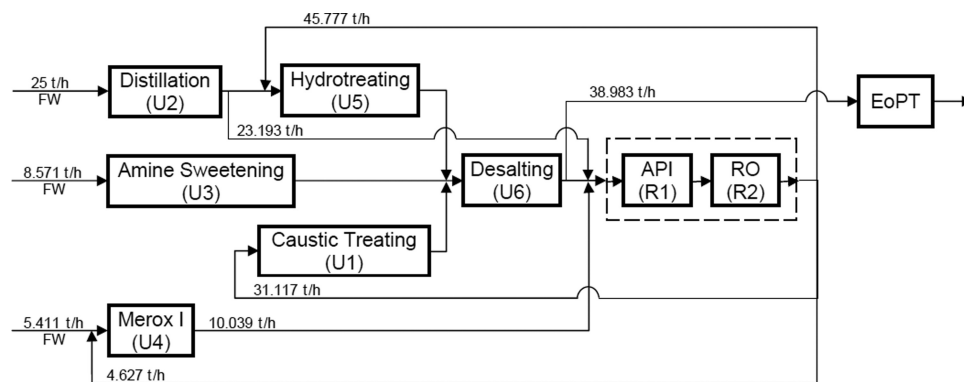 45.777 t/h
25 t/h
FW
Distillation
(U2)
Hydrotreating
(U5)
38.983 t/h
EoPT
23.193 t/h
8.571 t/h
FW
Amine Sweetening
(U3)
Desalting
(U6)
API
(R1)
RO
(R2)
Caustic Treating
(U1)
31.117 t/h
5.411 t/h
FW
Merox I
(U4)
10.039 t/h
4.627 t/h